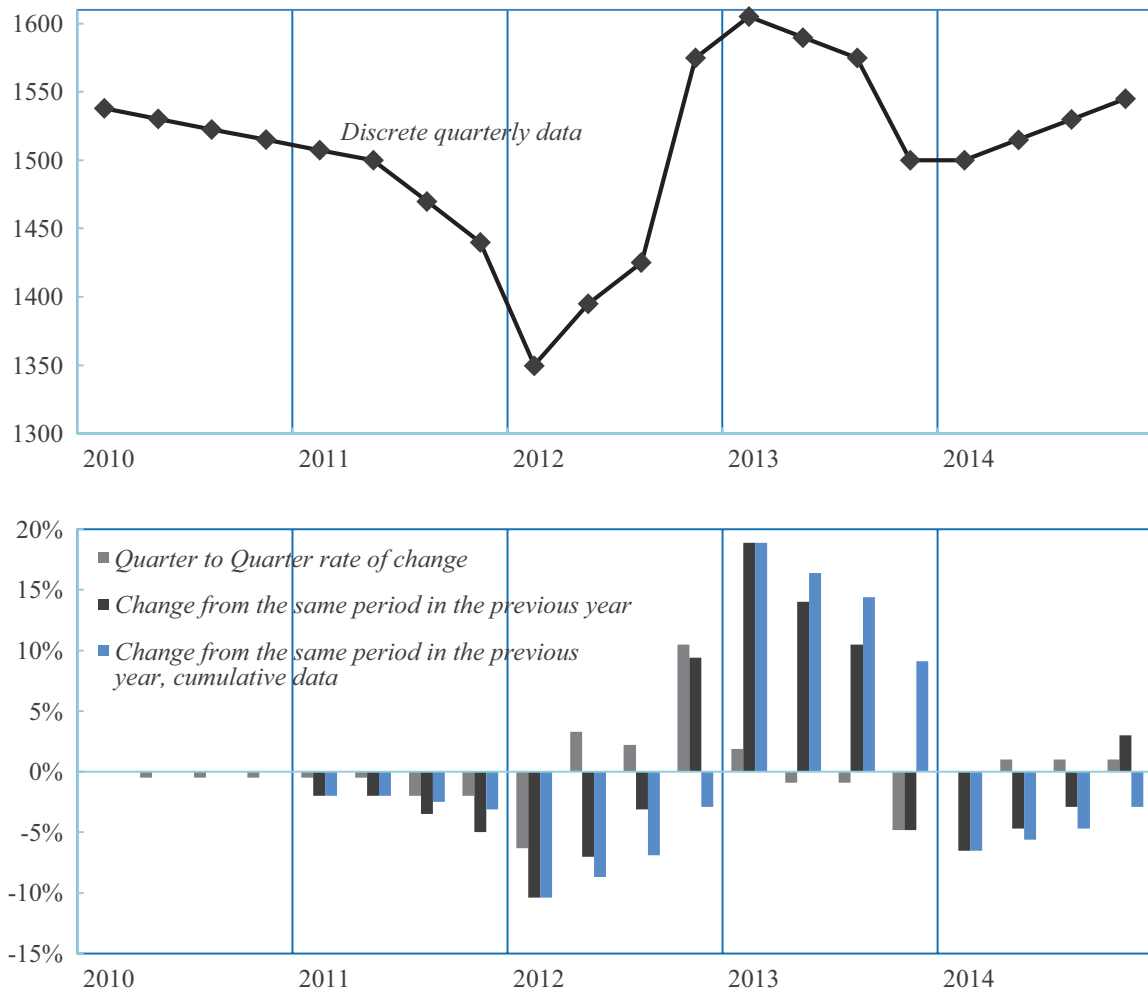 1600
1550
Discrete quarterly data
1500
1450
1400
1350
1300
2010 2011 2012 2013 2014
20%
Quarter to Quarter rate of change
15%
Change from the same period in the previous year
10%
Change from the same period in the previous
year, cumulative data
5%
0%
-5%
-10%
-15%
2010 2011 2012 2013 2014